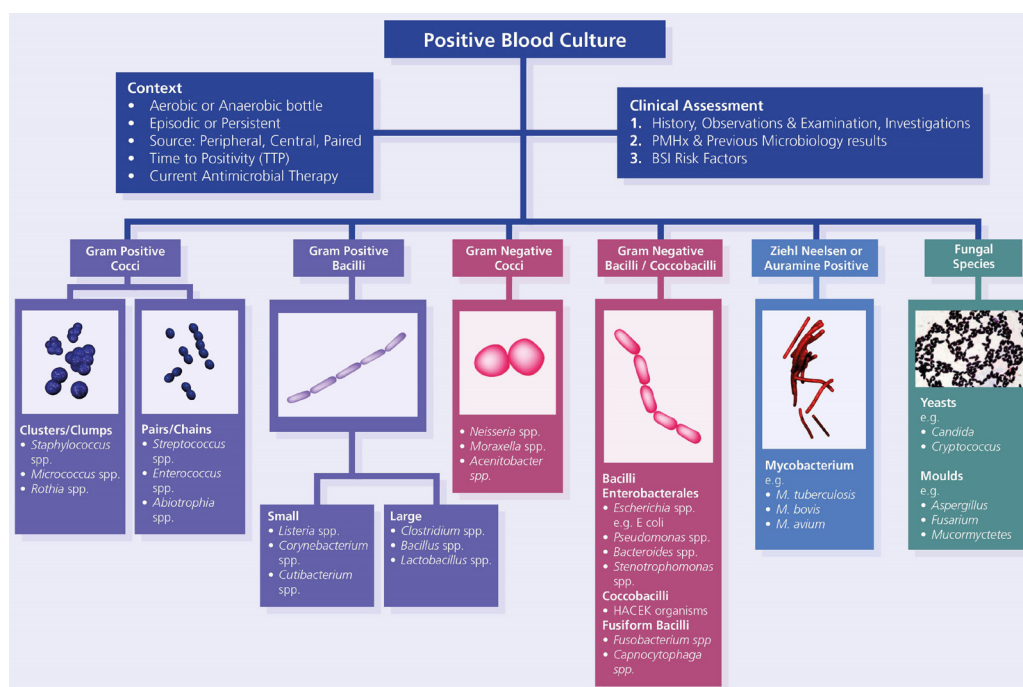 Positive Blood Culture
Context
• Aerobic or Anaerobic bottle
• Episodic or Persistent
• Source: Peripheral, Central, Paired
• Time to Positivity (TTP)
• Current Antimicrobial Therapy
Clinical Assessment
1. History, Observations & Examination, Investigations
2. PMHx & Previous Microbiology results
3. BSI Risk Factors
Gram Positive
Cocci
Clusters/Clumps
• Staphylococcus
spp.
• Micrococcus spp.
• Rothia spp.
Pairs/Chains
• Streptococcus
spp.
• Enterococcus
spp.
• Abiotrophia
spp.
Gram Positive
Bacilli
Small
• Listeria spp.
• Corynebacterium
spp.
• Cutibacterium
spp.
Large
• Clostridium spp.
• Bacillus spp.
• Lactobacillus spp.
Gram Negative
Cocci
• Neisseria spp.
• Moraxella spp.
• Acenitobacter
spp.
Gram Negative
Bacilli / Coccobacilli
Bacilli
Enterobacterales
• Escherichia spp.
e.g. E coli
• Pseudomonas spp.
• Bacteroides spp.
• Stenotrophomonas
spp.
Coccobacilli
• HACEK organisms
Fusiform Bacilli
• Fusobacterium spp
• Capnocytophaga
spp.
Ziehl Neelsen or
Auramine Positive
Mycobacterium
e.g.
• M. tuberculosis
• M. bovis
• M. avium
Fungal
Species
Yeasts
e.g.
• Candida
• Cryptococcus
Moulds
e.g.
• Aspergillus
• Fusarium
• Mucormyctetes